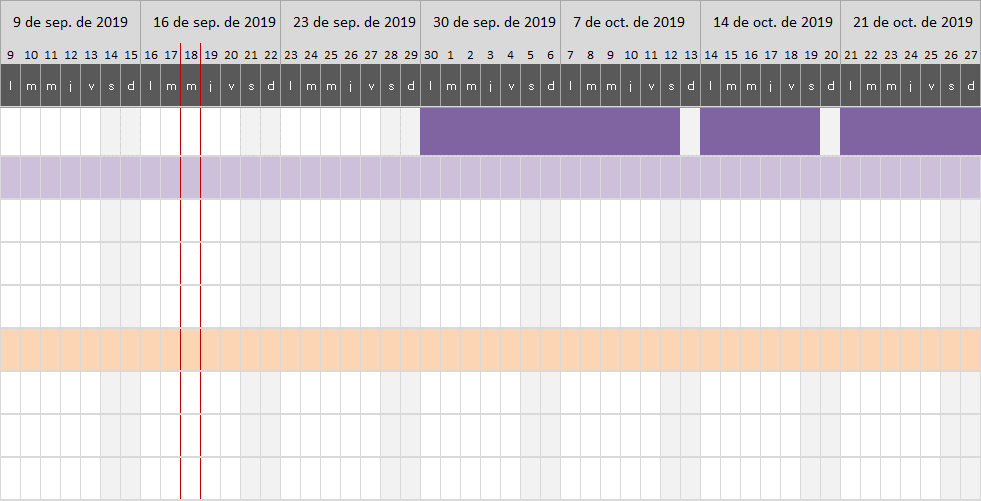 9 de sep. de 2019 16 de sep. de 2019 23 de sep. de 2019 30 de sep. de 2019 7 de oct. de 2019 14 de oct. de 2019 21 de oct. de 2019
9 10 11 12 13 14 15 16 17 18 19 20 21 22 23 24 25 26 27 28 29 30 1 2 3 4 5 6 7 8 9 10 11 12 13 14 15 16 17 18 19 20 21 22 23 24 25 26 27
l m m j v s d l m m j v s d l m m j v s d l m m j v s d l m m j v s d l m m j v s d l m m j v s d